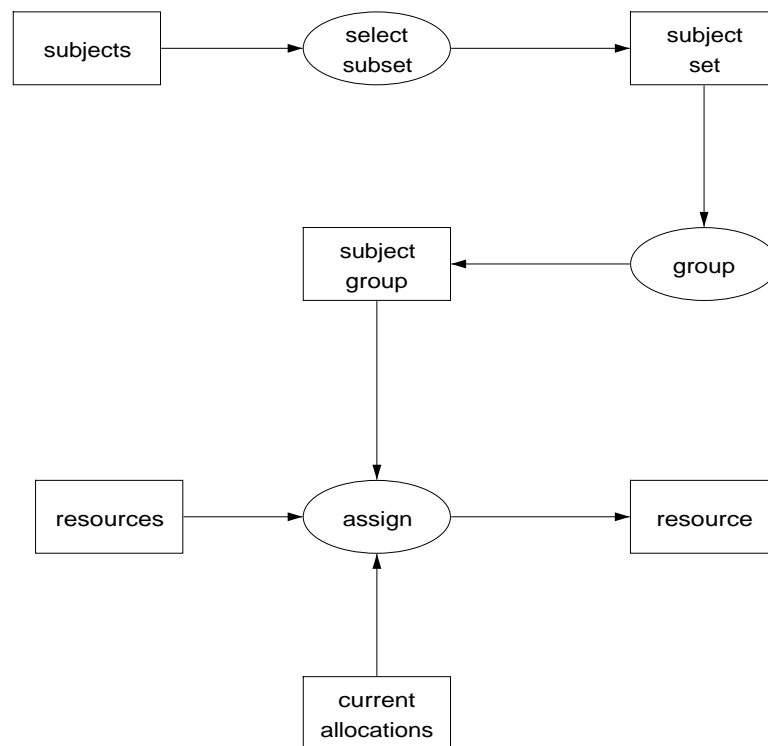 subjects
select
subset
subject
set
subject
group
group
resources
assign
resource
current
allocations